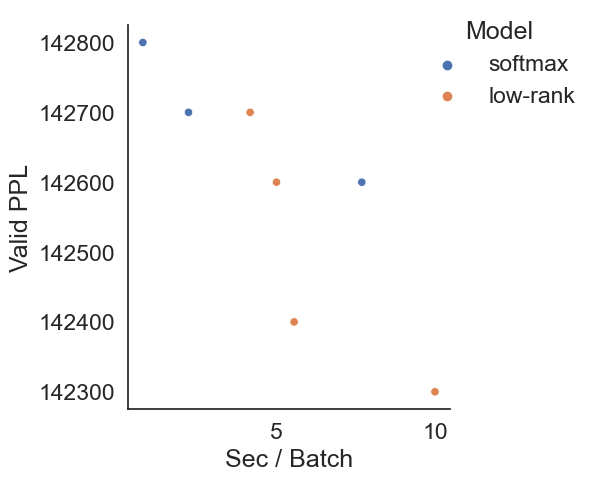 Model
softmax
low-rank
Valid PPL
142800
142700
142600
142500
142400
142300
5
10
Sec / Batch